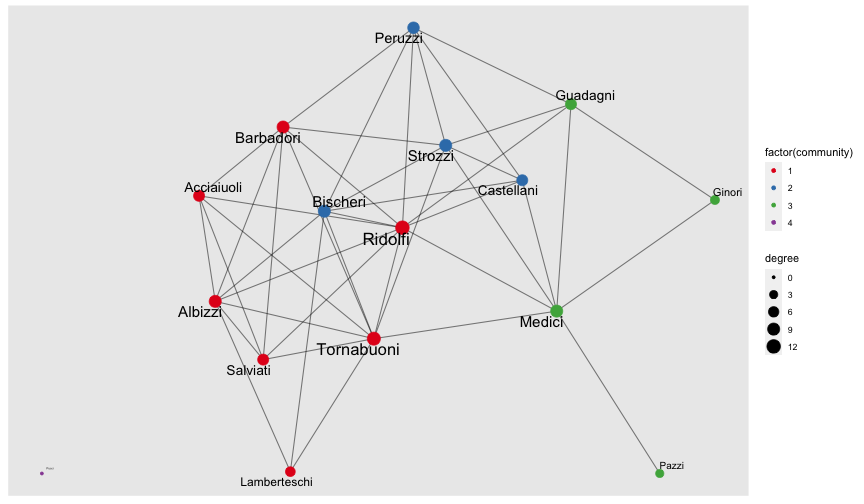 Peruzzi
Guadagni
Barbadori
Strozzi
Castellani
Acciaiuoli
Ginori
Bischeri
Ridolfi
Albizzi
Medici
Tornabuoni
Salviati
Lamberteschi
Pazzi
factor(community)
1
2
3
4
degree
0
3
6
9
12